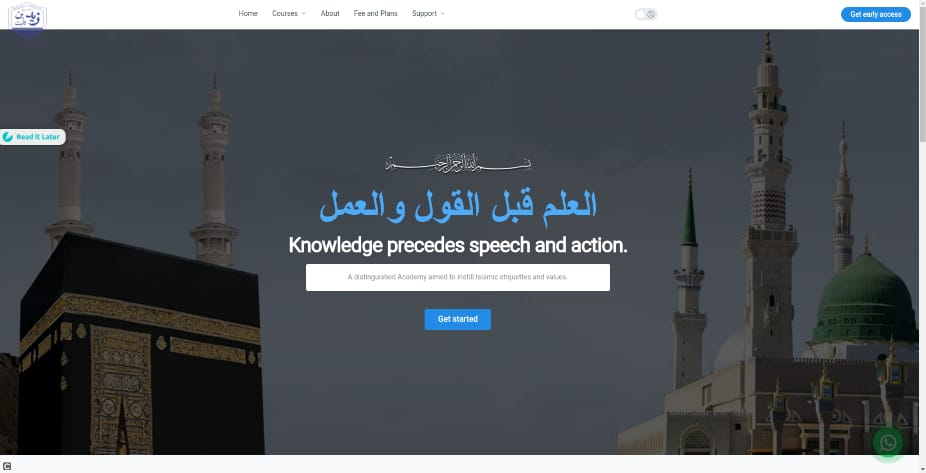 Home Courses About Fee and Plans Support Get early access
Read It Later
بسم الله الرحمن الرحيم
العلم قبل القول والعمل
Knowledge precedes speech and action.
A distinguished Academy aimed to instill Islamic etiquettes and values.
Get started